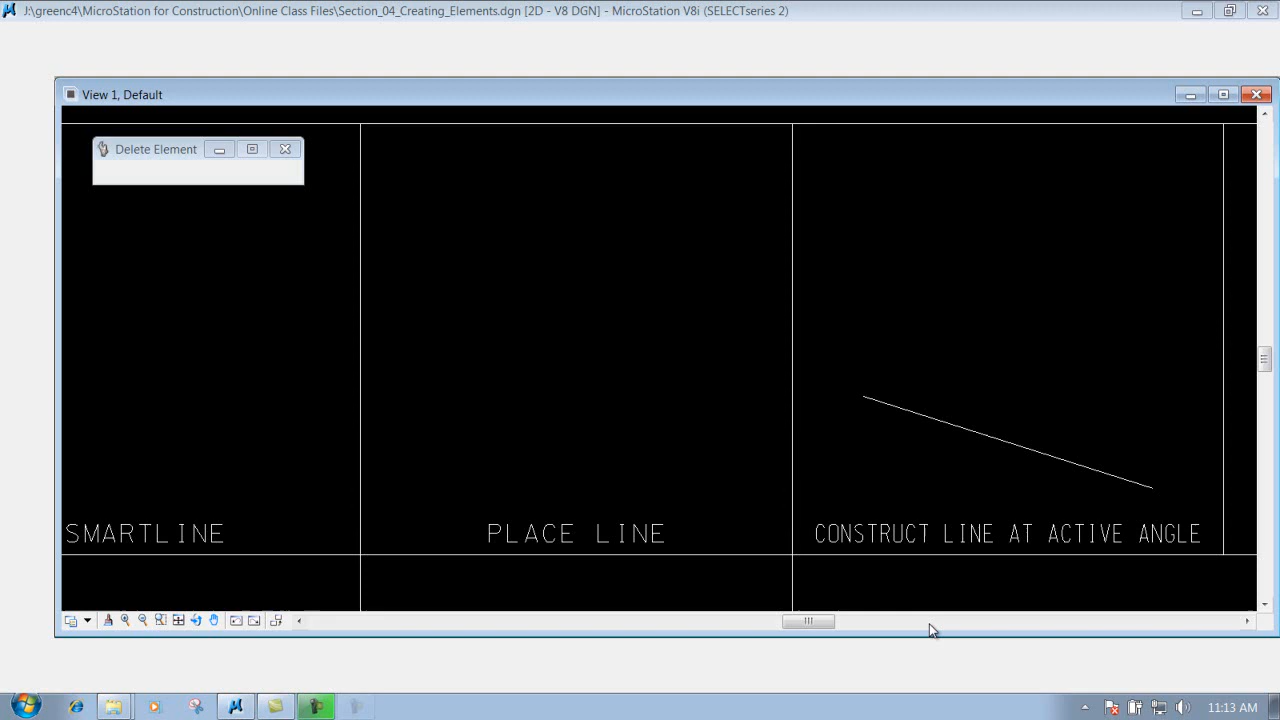 J:\greenc4\MicroStation for Construction\Online Class Files\Section_04_Creating_Elements.dgn [2D - V8 DGN] - MicroStation V8i (SELECTseries 2)
View 1, Default
Delete Element
SMARTLINE
PLACE LINE
CONSTRUCT LINE AT ACTIVE ANGLE
11:13 AM